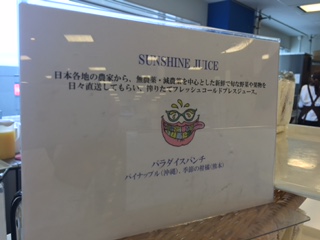 SUNSHINE JUICE
日本各地の農家から、無農薬・減農薬を中心とした新鮮で旬な野菜や果物を
日々直送してもらい、搾りたてフレッシュコールドプレスジュース。
パラダイスパンチ
パイナップル(沖縄)、季節の柑橘(熊本)